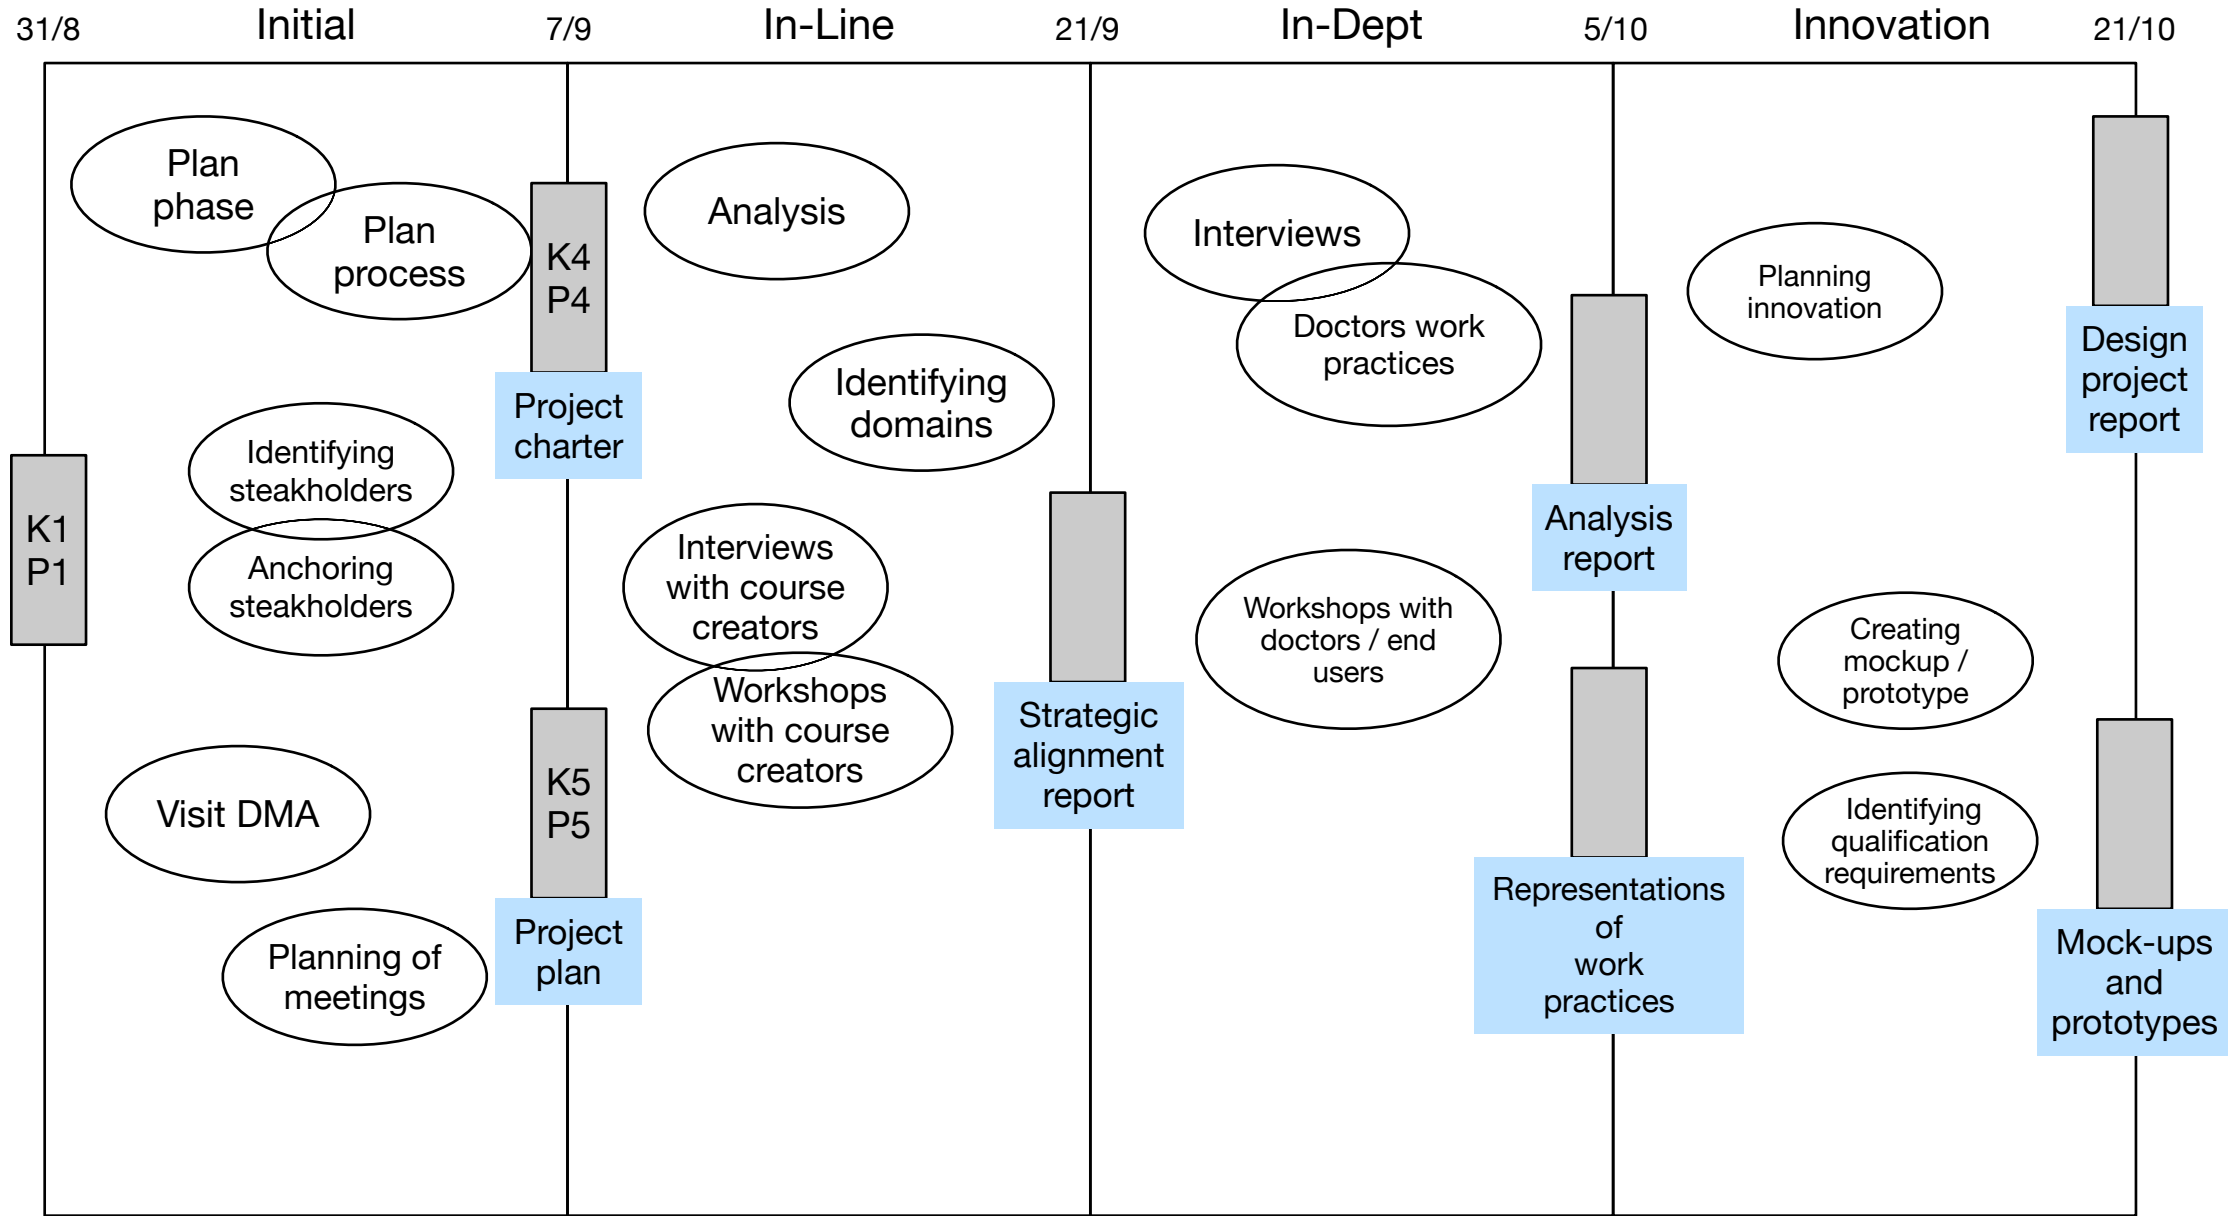 31/8
Initial
7/9
In-Line
21/9
In-Dept
5/10
Innovation
21/10
Plan
phase
Plan
process
K4
P4
Project
charter
Identifying
steakholders
Anchoring
steakholders
K1
P1
Visit DMA
K5
P5
Project
plan
Planning of
meetings
Analysis
Identifying
domains
Interviews
with course
creators
Workshops
with course
creators
Strategic
alignment
report
Interviews
Doctors work
practices
Analysis
report
Workshops with
doctors / end
users
Representations
of
work
practices
Planning
innovation
Design
project
report
Creating
mockup /
prototype
Identifying
qualification
requirements
Mock-ups
and
prototypes